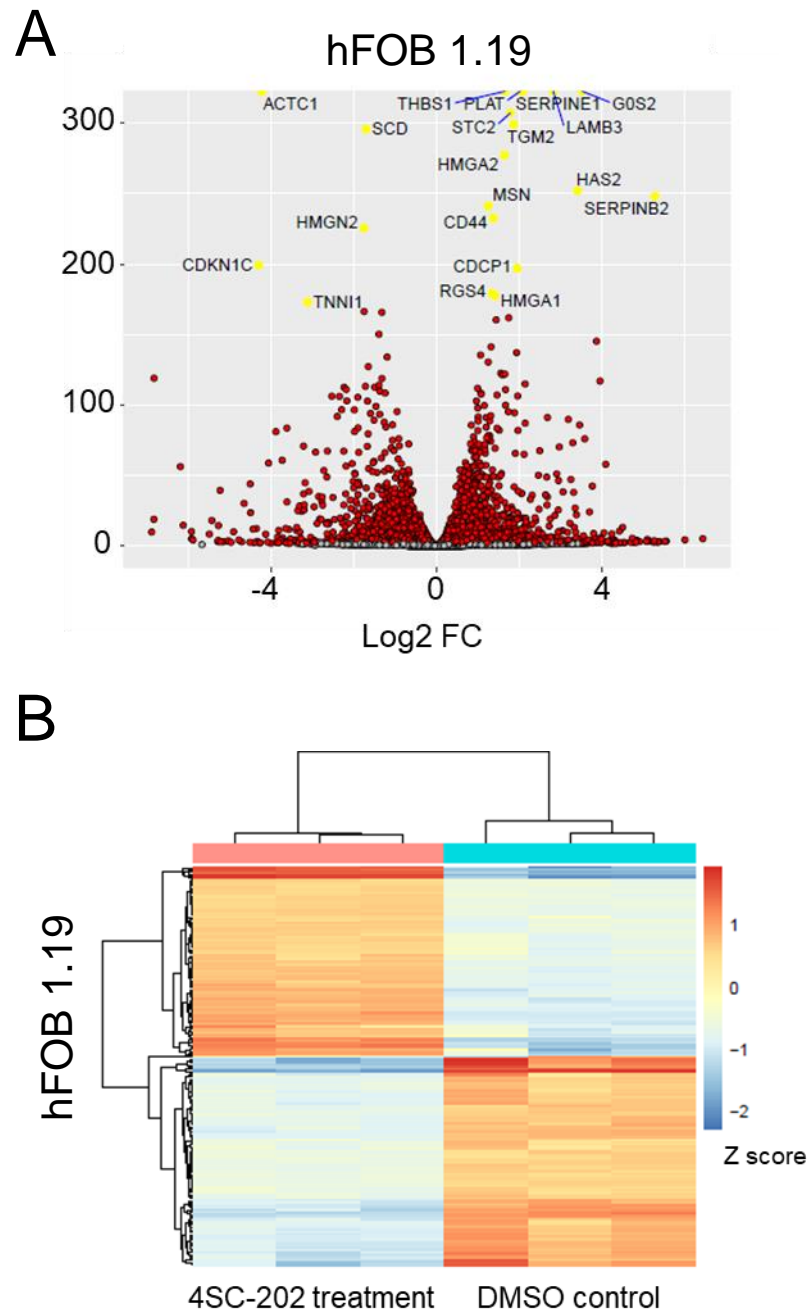 A
hFOB 1.19
ACTC1
THBS1 PLAT SERPINE1 G0S2
300
SCD
STC2
TGM2
LAMB3
HMGA2
HAS2
MSN
SERPINB2
HMGN2
CD44
200
CDKN1C
CDCP1
RGS4
HMGA1
TNNI1
100
0
-4 0 4
Log2 FC
B
hFOB 1.19
1
0
−1
−2
Z score
4SC-202 treatment DMSO control